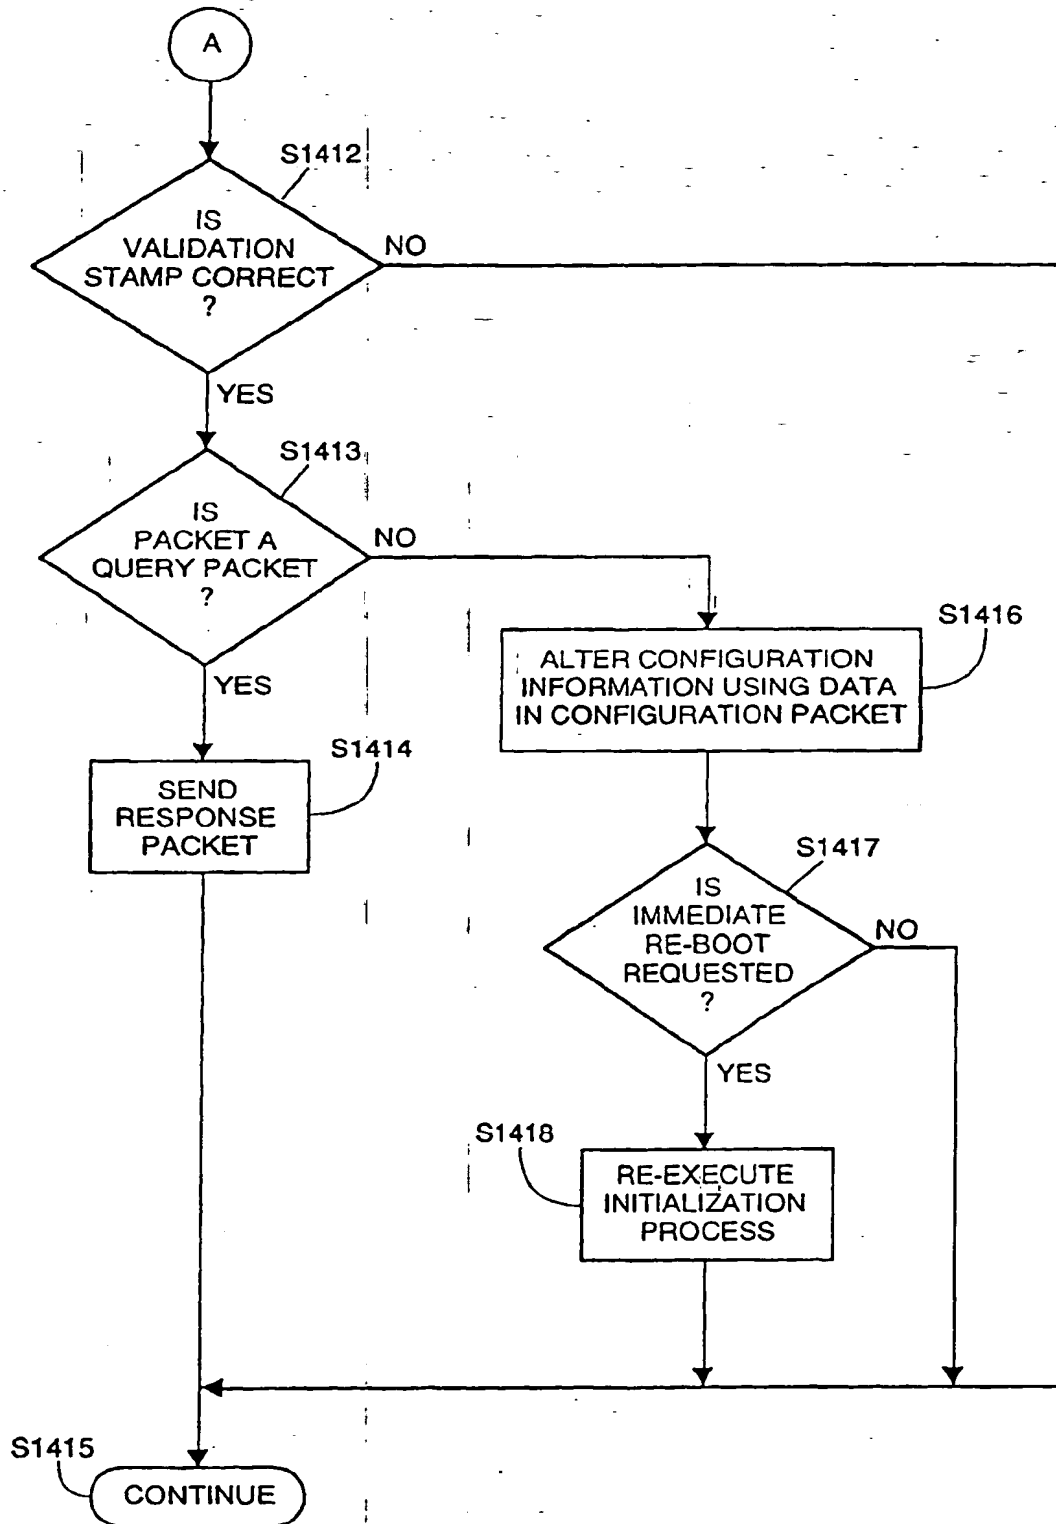 A
S1412
IS
VALIDATION
STAMP CORRECT
?
NO
YES
S1413
IS
PACKET A
QUERY PACKET
?
NO
YES
S1414
SEND
RESPONSE
PACKET
S1416
ALTER CONFIGURATION
INFORMATION USING DATA
IN CONFIGURATION PACKET
S1417
IS
IMMEDIATE
RE-BOOT
REQUESTED
?
NO
YES
S1418
RE-EXECUTE
INITIALIZATION
PROCESS
S1415
CONTINUE